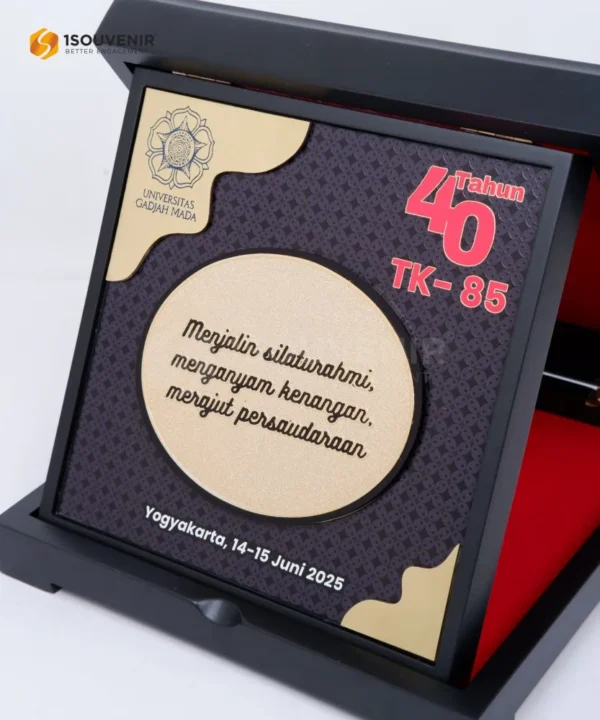 1SOUVENIR
BETTER ENGAGEMENT
UNIVERSITAS
GADJAH MADA
40 Tahun
TK- 85
Menjalin silaturahmi,
menganyam kenangan,
merajut persaudaraan
Yogyakarta, 14-15 Juni 2025